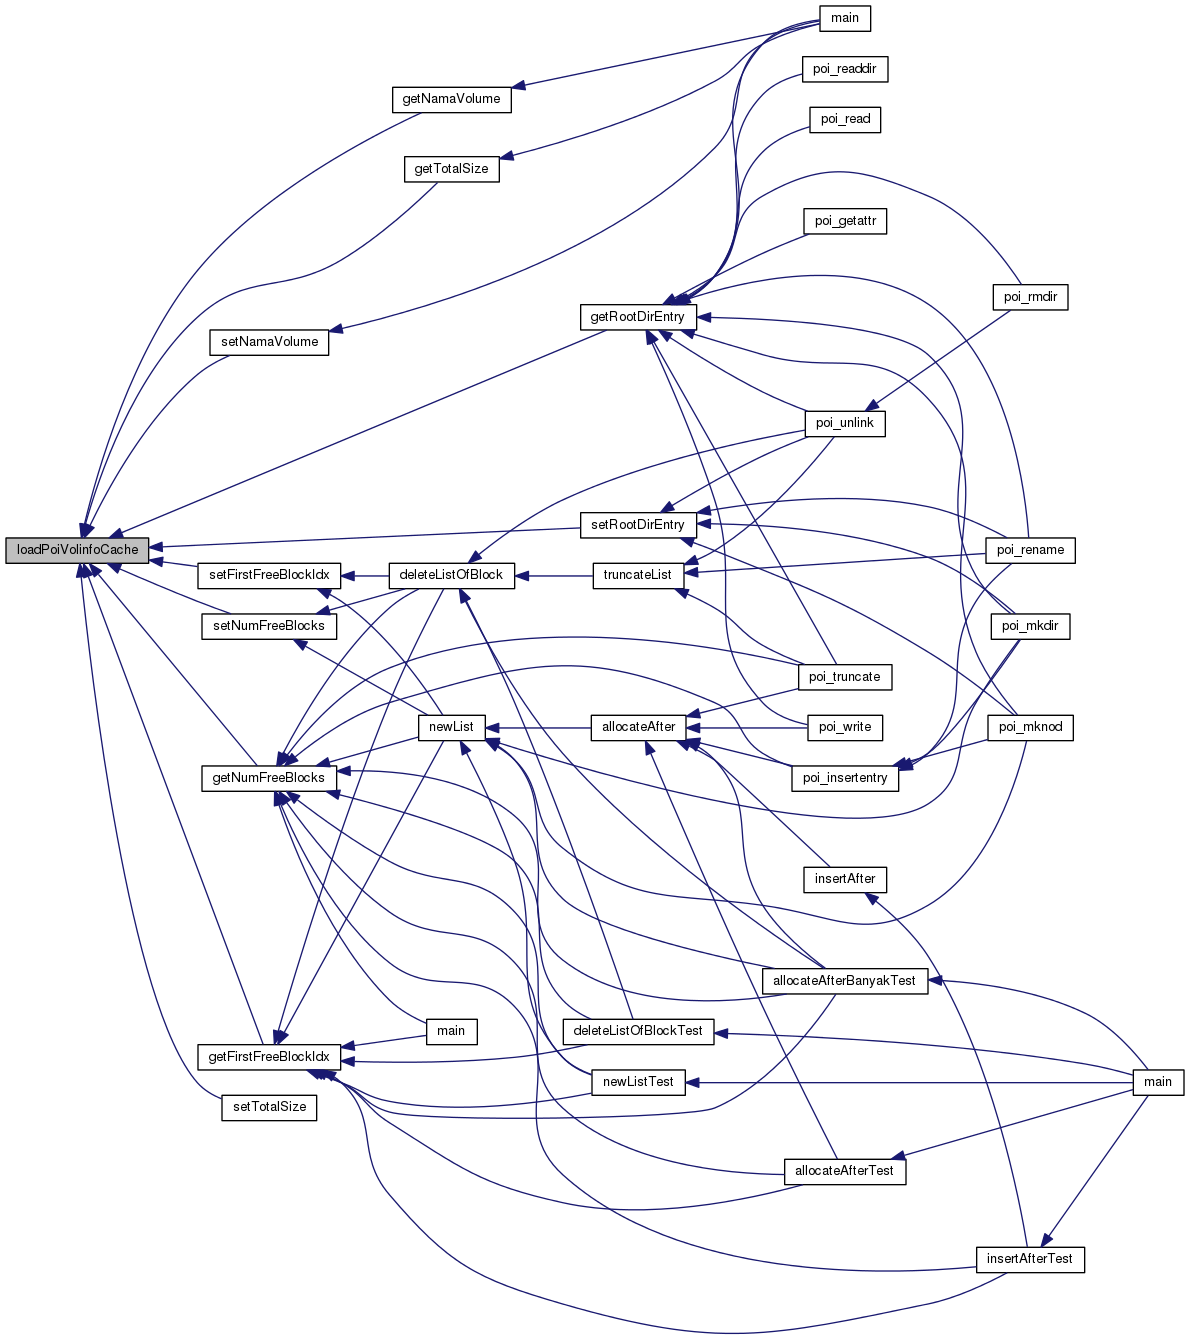 main
poi_readdir
getNamaVolume
poi_read
getTotalSize
poi_getattr
poi_rmdir
getRootDirEntry
setNamaVolume
poi_unlink
setRootDirEntry
loadPoiVolinfoCache
poi_rename
setFirstFreeBlockIdx
deleteListOfBlock
truncateList
setNumFreeBlocks
poi_mkdir
poi_truncate
newList
allocateAfter
poi_write
poi_mknod
getNumFreeBlocks
poi_insertentry
insertAfter
allocateAfterBanyakTest
main
deleteListOfBlockTest
getFirstFreeBlockIdx
newListTest
main
setTotalSize
allocateAfterTest
insertAfterTest